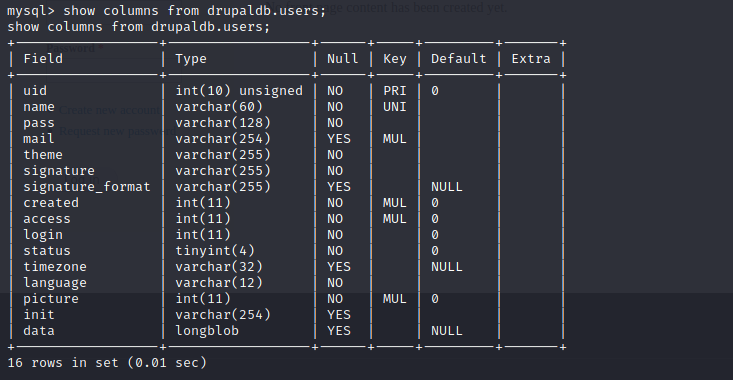 mysql> show columns from drupaldb.users;
show columns from drupaldb.users;
+------------------+------------------+------+-----+---------+-------+
| Field            | Type             | Null | Key | Default | Extra |
+------------------+------------------+------+-----+---------+-------+
| uid              | int(10) unsigned | NO   | PRI | 0       |       |
| name             | varchar(60)      | NO   | UNI |         |       |
| pass             | varchar(128)     | NO   |     |         |       |
| mail             | varchar(254)     | YES  | MUL |         |       |
| theme            | varchar(255)     | NO   |     |         |       |
| signature        | varchar(255)     | NO   |     |         |       |
| signature_format | varchar(255)     | YES  |     | NULL    |       |
| created          | int(11)          | NO   | MUL | 0       |       |
| access           | int(11)          | NO   | MUL | 0       |       |
| login            | int(11)          | NO   |     | 0       |       |
| status           | tinyint(4)       | NO   |     | 0       |       |
| timezone         | varchar(32)      | YES  |     | NULL    |       |
| language         | varchar(12)      | NO   |     |         |       |
| picture          | int(11)          | NO   | MUL | 0       |       |
| init             | varchar(254)     | YES  |     |         |       |
| data             | longblob         | YES  |     | NULL    |       |
+------------------+------------------+------+-----+---------+-------+
16 rows in set (0.01 sec)